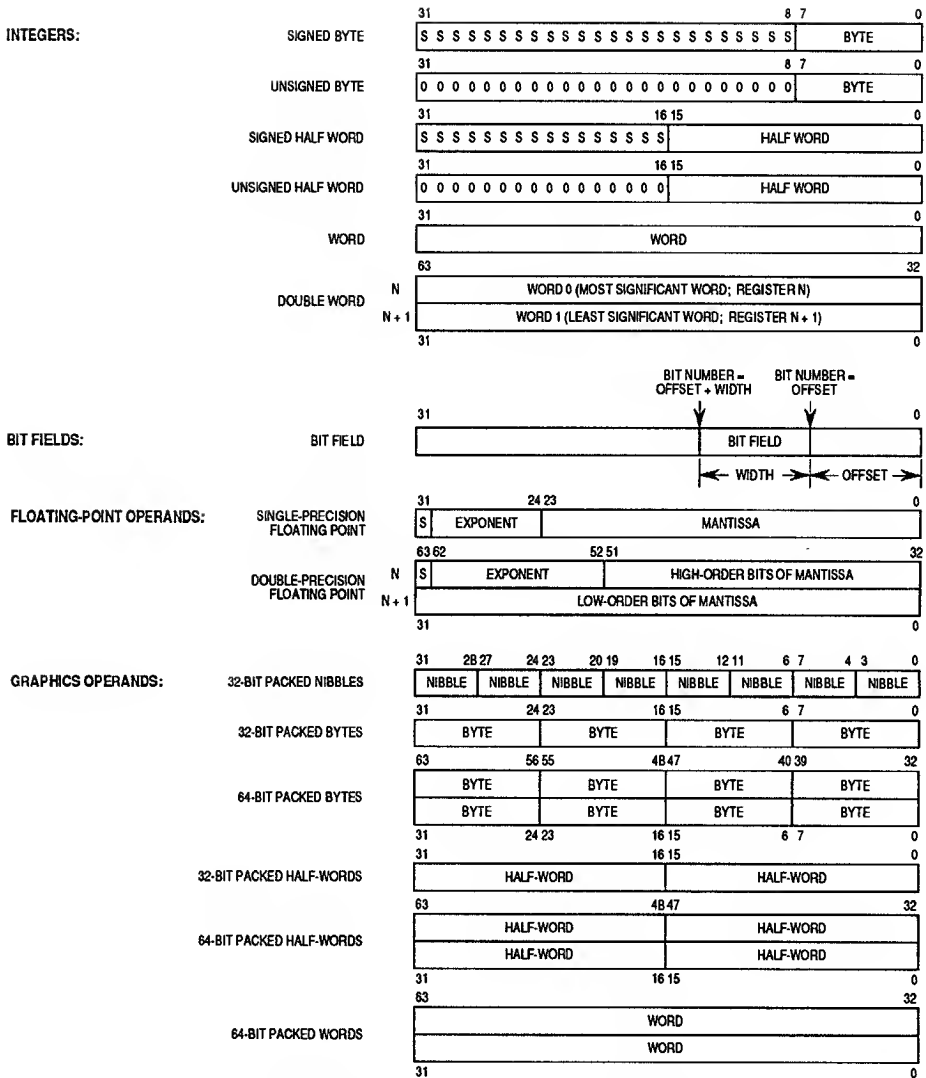 31 8 7 0
INTEGERS: SIGNED BYTE S S S S S S S S S S S S S S S S S S S S S S S S BYTE
31 8 7 0
UNSIGNED BYTE 0 0 0 0 0 0 0 0 0 0 0 0 0 0 0 0 0 0 0 0 0 0 0 0 BYTE
31 16 15 0
SIGNED HALF WORD S S S S S S S S S S S S S S S S HALF WORD
31 16 15 0
UNSIGNED HALF WORD 0 0 0 0 0 0 0 0 0 0 0 0 0 0 0 0 HALF WORD
31 0
WORD WORD
63 32
DOUBLE WORD
N WORD 0 (MOST SIGNIFICANT WORD; REGISTER N)
N + 1 WORD 1 (LEAST SIGNIFICANT WORD; REGISTER N + 1)
31 0
BIT NUMBER = OFFSET + WIDTH
BIT NUMBER = OFFSET
31 0
BIT FIELDS: BIT FIELD BIT FIELD
WIDTH OFFSET
31 24 23 0
FLOATING-POINT OPERANDS: SINGLE-PRECISION FLOATING POINT S EXPONENT MANTISSA
63 62 52 51 32
DOUBLE-PRECISION FLOATING POINT
N S EXPONENT HIGH-ORDER BITS OF MANTISSA
N + 1 LOW-ORDER BITS OF MANTISSA
31 0
31 2B 27 24 23 20 19 16 15 12 11 6 7 4 3 0
GRAPHICS OPERANDS: 32-BIT PACKED NIBBLES NIBBLE NIBBLE NIBBLE NIBBLE NIBBLE NIBBLE NIBBLE NIBBLE
31 24 23 16 15 6 7 0
32-BIT PACKED BYTES BYTE BYTE BYTE BYTE
63 56 55 4B 47 40 39 32
64-BIT PACKED BYTES
BYTE BYTE BYTE BYTE
BYTE BYTE BYTE BYTE
31 24 23 16 15 6 7 0
31 16 15 0
32-BIT PACKED HALF-WORDS HALF-WORD HALF-WORD
63 4B 47 32
64-BIT PACKED HALF-WORDS
HALF-WORD HALF-WORD
HALF-WORD HALF-WORD
31 16 15 0
63 32
64-BIT PACKED WORDS
WORD
WORD
31 0